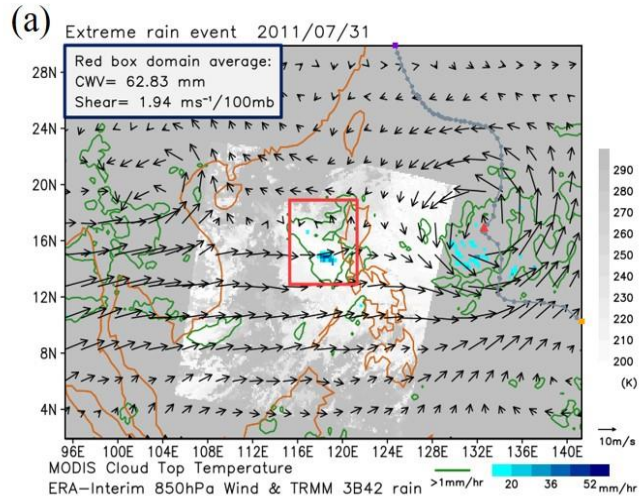 (a)
Extreme rain event 2011/07/31
Red box domain average:
CWV= 62.83 mm
Shear= 1.94 ms⁻¹/100mb
28N
24N
20N
16N
12N
8N
4N
96E 100E 104E 108E 112E 116E 120E 124E 128E 132E 136E 140E
290
280
270
260
250
240
230
220
210
200
(K)
10m/s
MODIS Cloud Top Temperature
ERA-Interim 850hPa Wind & TRMM 3B42 rain
>1mm/hr
20 36 52 mm/hr